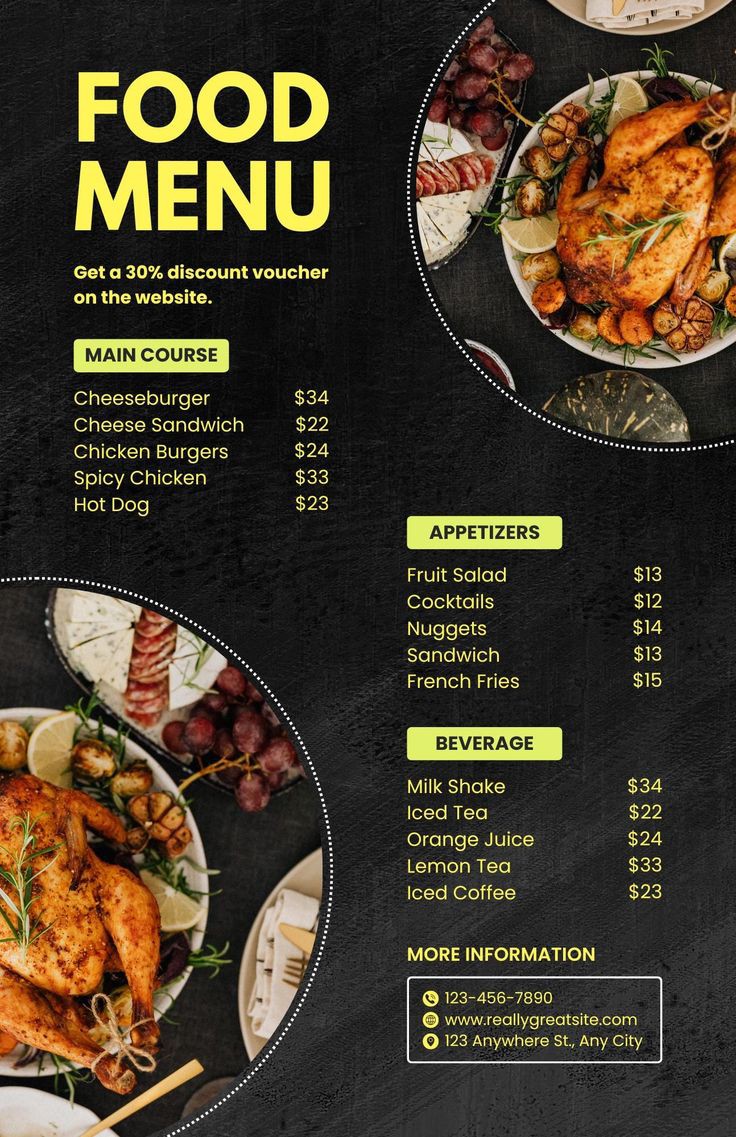 FOOD
MENU
Get a 30% discount voucher
on the website.
MAIN COURSE
Cheeseburger $34
Cheese Sandwich $22
Chicken Burgers $24
Spicy Chicken $33
Hot Dog $23
APPETIZERS
Fruit Salad $13
Cocktails $12
Nuggets $14
Sandwich $13
French Fries $15
BEVERAGE
Milk Shake $34
Iced Tea $22
Orange Juice $24
Lemon Tea $33
Iced Coffee $23
MORE INFORMATION
123-456-7890
www.reallygreatsite.com
123 Anywhere St., Any City